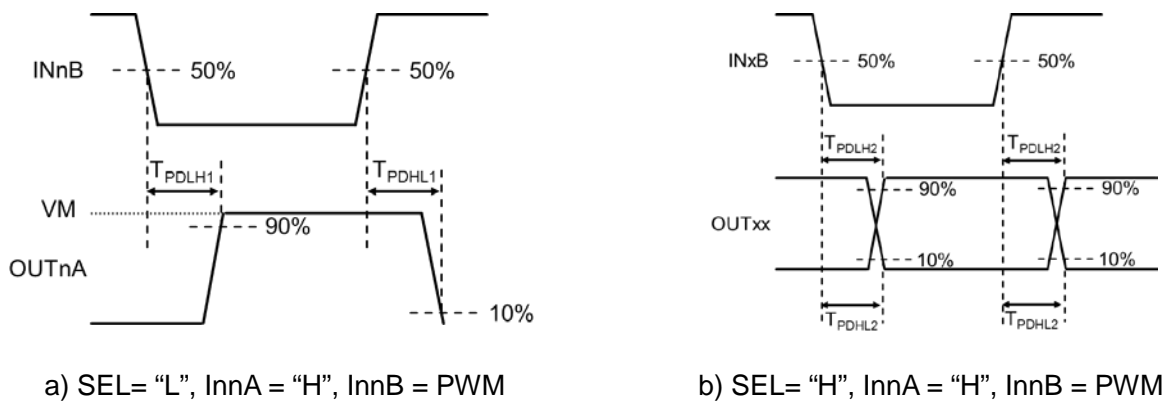 INnB
50%
50%
TPDLH1
TPDHL1
VM
90%
OUTnA
10%
a) SEL= “L”, InnA = “H”, InnB = PWM
INxB
50%
50%
TPDLH2
TPDLH2
90%
90%
OUTxx
10%
10%
TPDHL2
TPDHL2
b) SEL= “H”, InnA = “H”, InnB = PWM